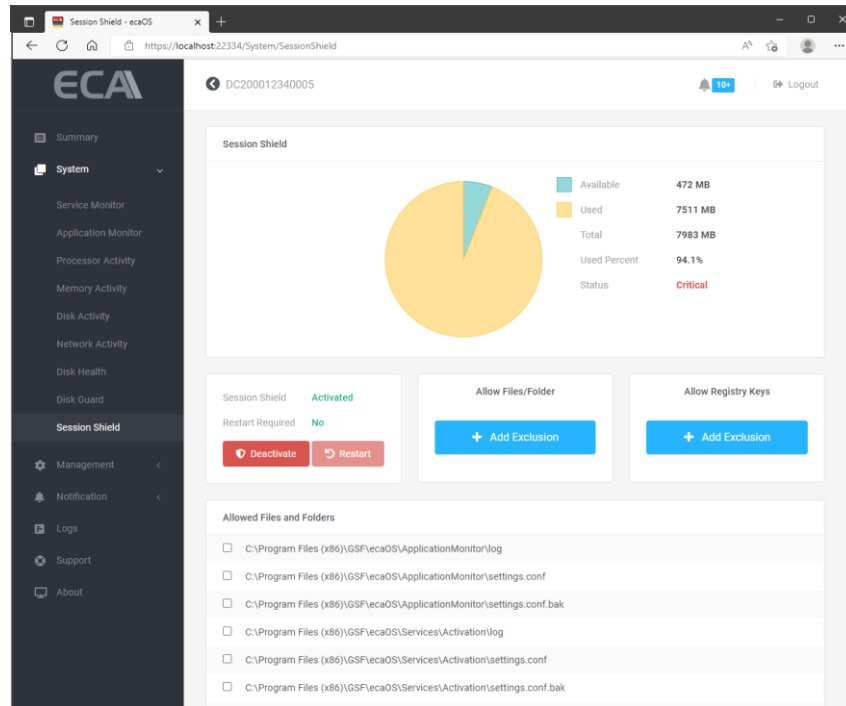 Session Shield - ecaOS
https://localhost:22334/System/SessionShield
ECA
DC200012340005
10+
Logout
Summary
System
Service Monitor
Application Monitor
Processor Activity
Memory Activity
Disk Activity
Network Activity
Disk Health
Disk Guard
Session Shield
Management
Notification
Logs
Support
About
Session Shield
Available 472 MB
Used 7511 MB
Total 7983 MB
Used Percent 94.1%
Status Critical
Session Shield Activated
Restart Required No
Deactivate Restart
Allow Files/Folder
+ Add Exclusion
Allow Registry Keys
+ Add Exclusion
Allowed Files and Folders
C:\Program Files (x86)\GSF\ecaOS\ApplicationMonitor\log
C:\Program Files (x86)\GSF\ecaOS\ApplicationMonitor\settings.conf
C:\Program Files (x86)\GSF\ecaOS\ApplicationMonitor\settings.conf.bak
C:\Program Files (x86)\GSF\ecaOS\Services\Activation\log
C:\Program Files (x86)\GSF\ecaOS\Services\Activation\settings.conf
C:\Program Files (x86)\GSF\ecaOS\Services\Activation\settings.conf.bak